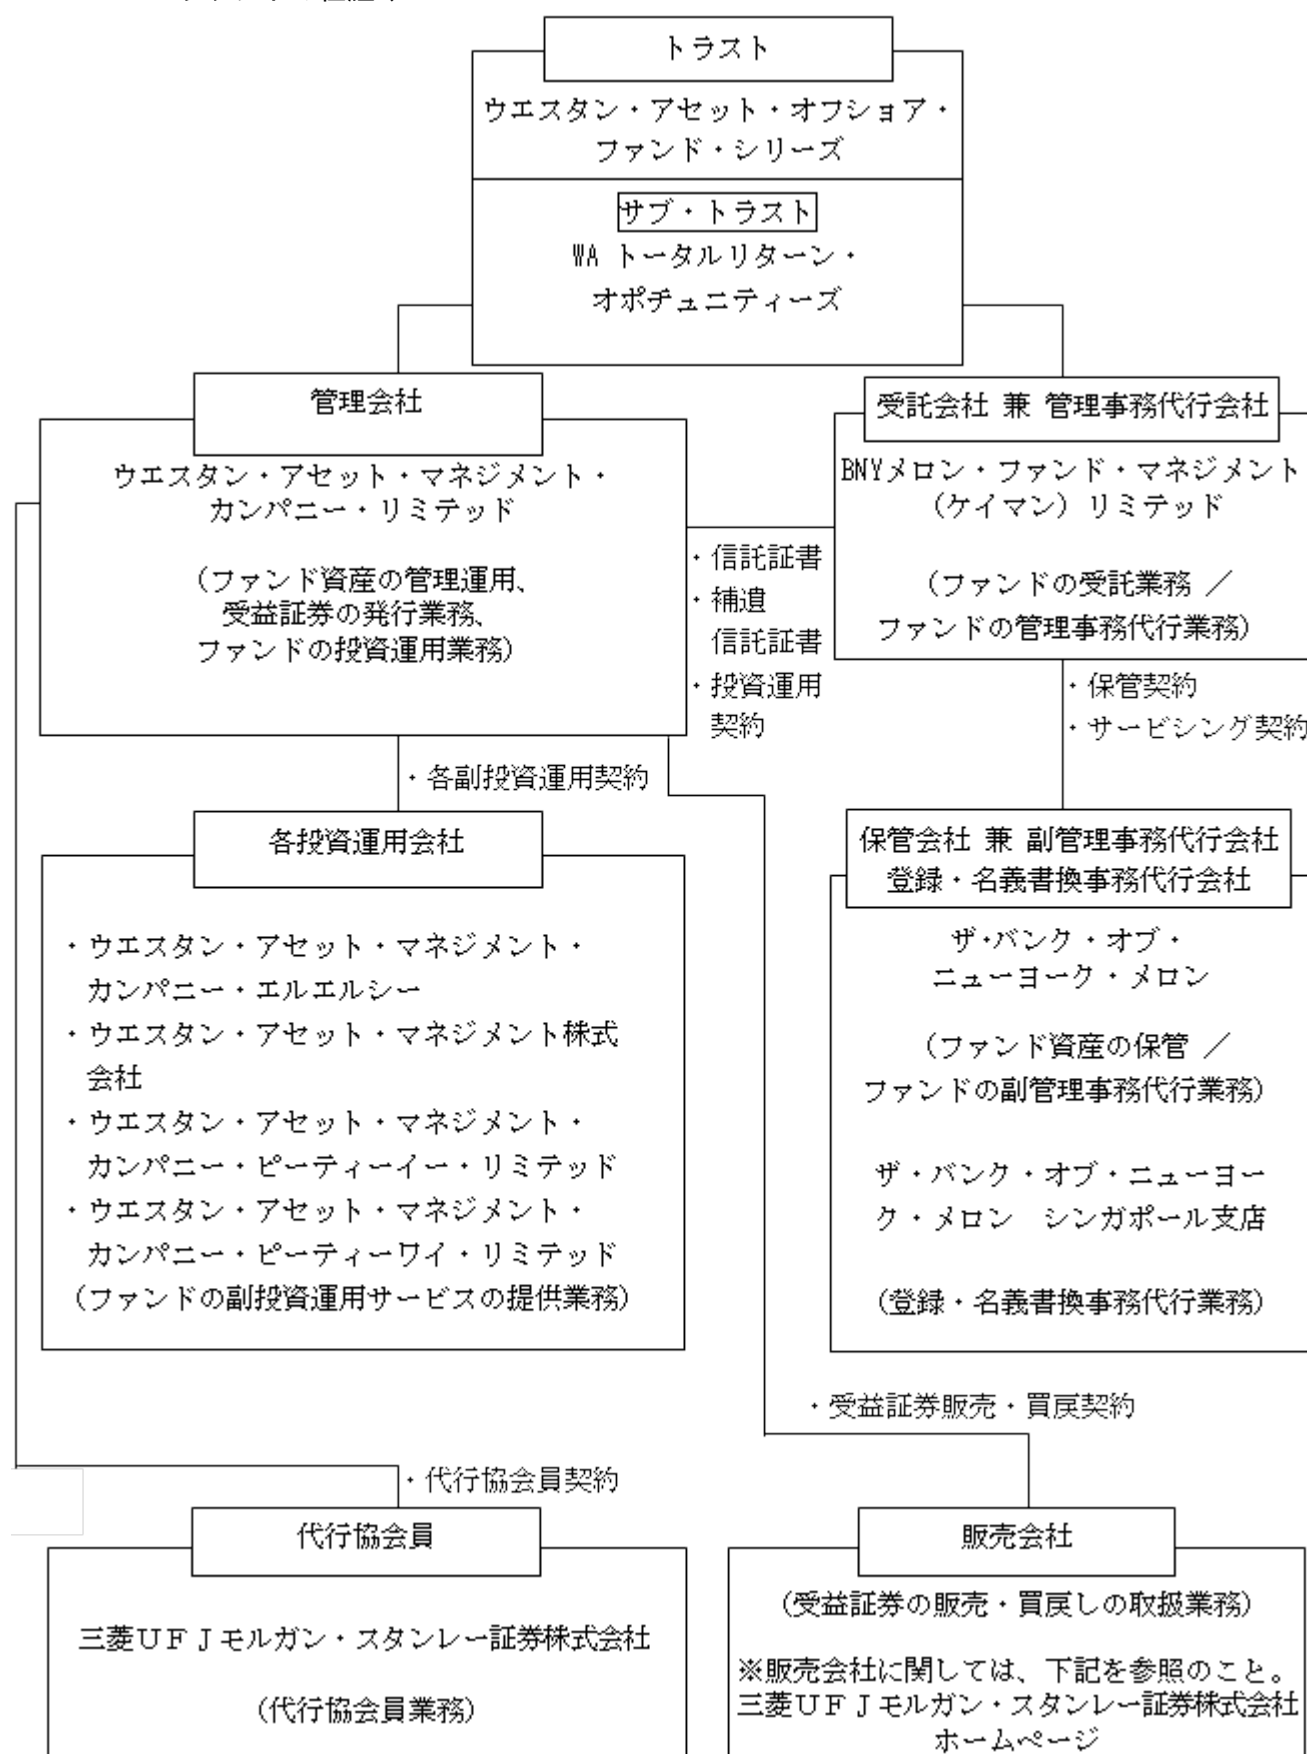 トラスト
ウエスタン・アセット・オフショア・
ファンド・シリーズ
サブ・トラスト
WA トータルリターン・
オポチュニティーズ
管理会社
ウエスタン・アセット・マネジメント・
カンパニー・リミテッド
(ファンド資産の管理運用、
受益証券の発行業務、
ファンドの投資運用業務)
・信託証書
・補遺
信託証書
・投資運用
契約
受託会社 兼 管理事務代行会社
BNYメロン・ファンド・マネジメント
(ケイマン) リミテッド
(ファンドの受託業務 /
ファンドの管理事務代行業務)
・保管契約
・サービシング契約
・各副投資運用契約
各投資運用会社
・ウエスタン・アセット・マネジメント・
カンパニー・エルエルシー
・ウエスタン・アセット・マネジメント株式
会社
・ウエスタン・アセット・マネジメント・
カンパニー・ピーティーイー・リミテッド
・ウエスタン・アセット・マネジメント・
カンパニー・ピーティーワイ・リミテッド
(ファンドの副投資運用サービスの提供業務)
保管会社 兼 副管理事務代行会社
登録・名義書換事務代行会社
ザ・バンク・オブ・
ニューヨーク・メロン
(ファンド資産の保管 /
ファンドの副管理事務代行業務)
ザ・バンク・オブ・ニューヨー
ク・メロン　シンガポール支店
(登録・名義書換事務代行業務)
・受益証券販売・買戻契約
・代行協会員契約
代行協会員
三菱UFJモルガン・スタンレー証券株式会社
(代行協会員業務)
販売会社
(受益証券の販売・買戻しの取扱業務)
※販売会社に関しては、下記を参照のこと。
三菱UFJモルガン・スタンレー証券株式会社
ホームページ